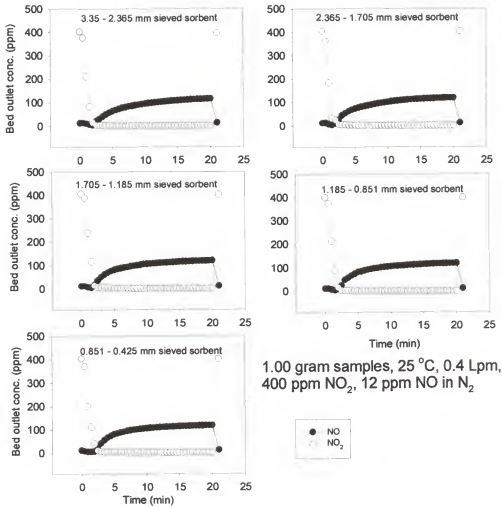 500
400
300
200
100
0
Bed outlet conc. (ppm)
3.35 - 2.365 mm sieved sorbent
0 5 10 15 20 25
500
400
300
200
100
0
2.365 - 1.705 mm sieved sorbent
0 5 10 15 20 25
500
400
300
200
100
0
Bed outlet conc. (ppm)
1.705 - 1.185 mm sieved sorbent
0 5 10 15 20 25
500
400
300
200
100
0
1.185 - 0.851 mm sieved sorbent
0 5 10 15 20 25
Time (min)
500
400
300
200
100
0
Bed outlet conc. (ppm)
0.851 - 0.425 mm sieved sorbent
0 5 10 15 20 25
Time (min)
1.00 gram samples, 25 °C, 0.4 Lpm,
400 ppm NO₂, 12 ppm NO in N₂
NO
NO₂